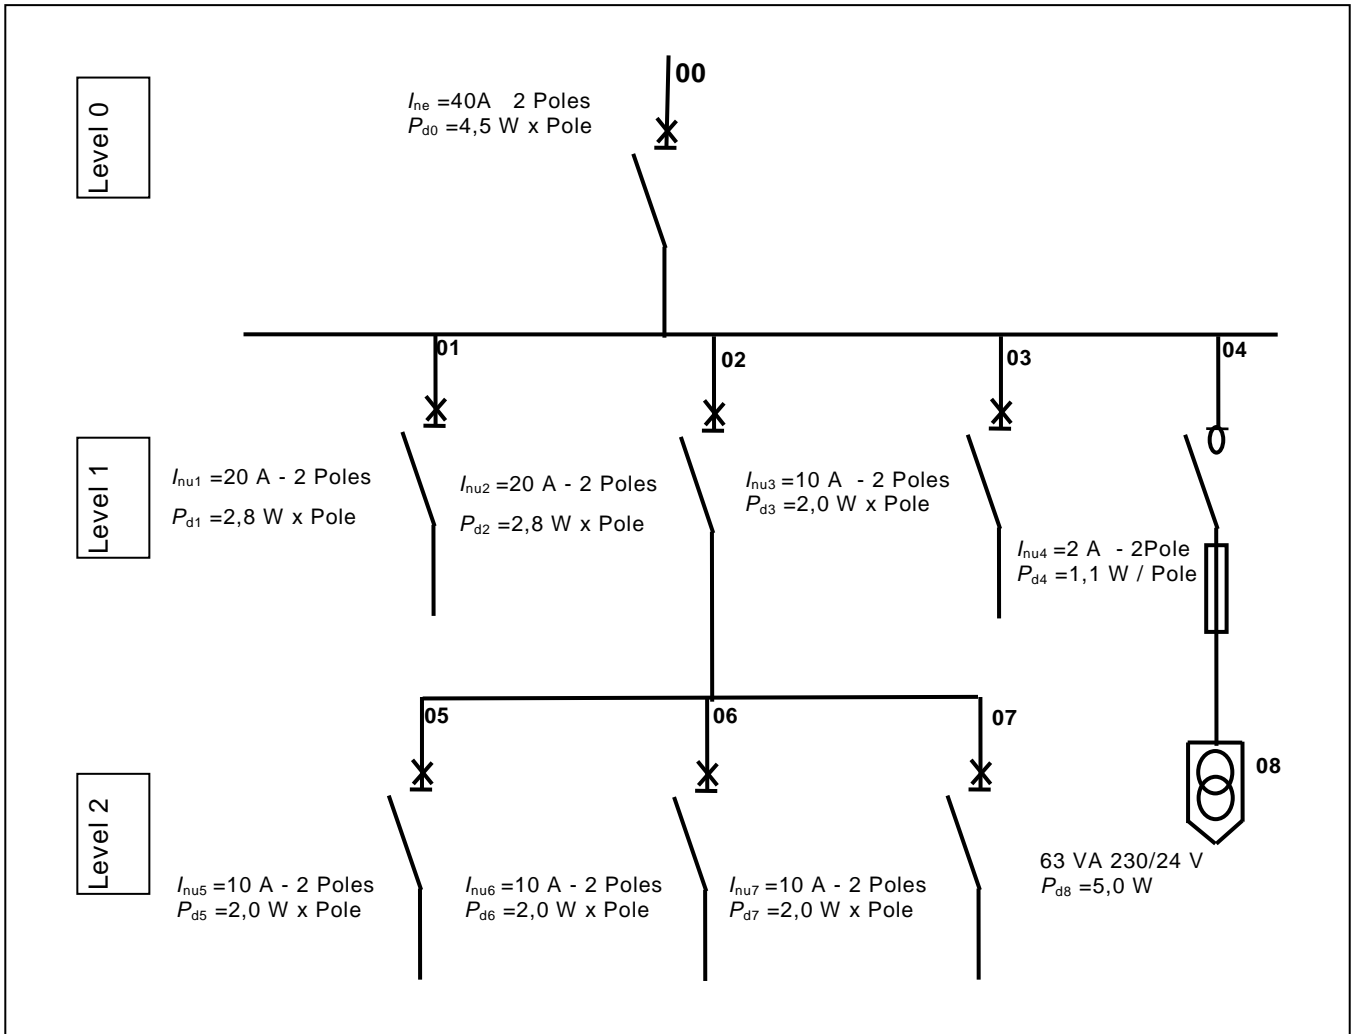 Level 0
00
Ine =40A 2 Poles
Pd0 =4,5 W x Pole
01
02
03
04
Level 1
Inu1 =20 A - 2 Poles
Pd1 =2,8 W x Pole
Inu2 =20 A - 2 Poles
Pd2 =2,8 W x Pole
Inu3 =10 A - 2 Poles
Pd3 =2,0 W x Pole
Inu4 =2 A - 2Pole
Pd4 =1,1 W / Pole
05
06
07
08
Level 2
Inu5 =10 A - 2 Poles
Pd5 =2,0 W x Pole
Inu6 =10 A - 2 Poles
Pd6 =2,0 W x Pole
Inu7 =10 A - 2 Poles
Pd7 =2,0 W x Pole
63 VA 230/24 V
Pd8 =5,0 W